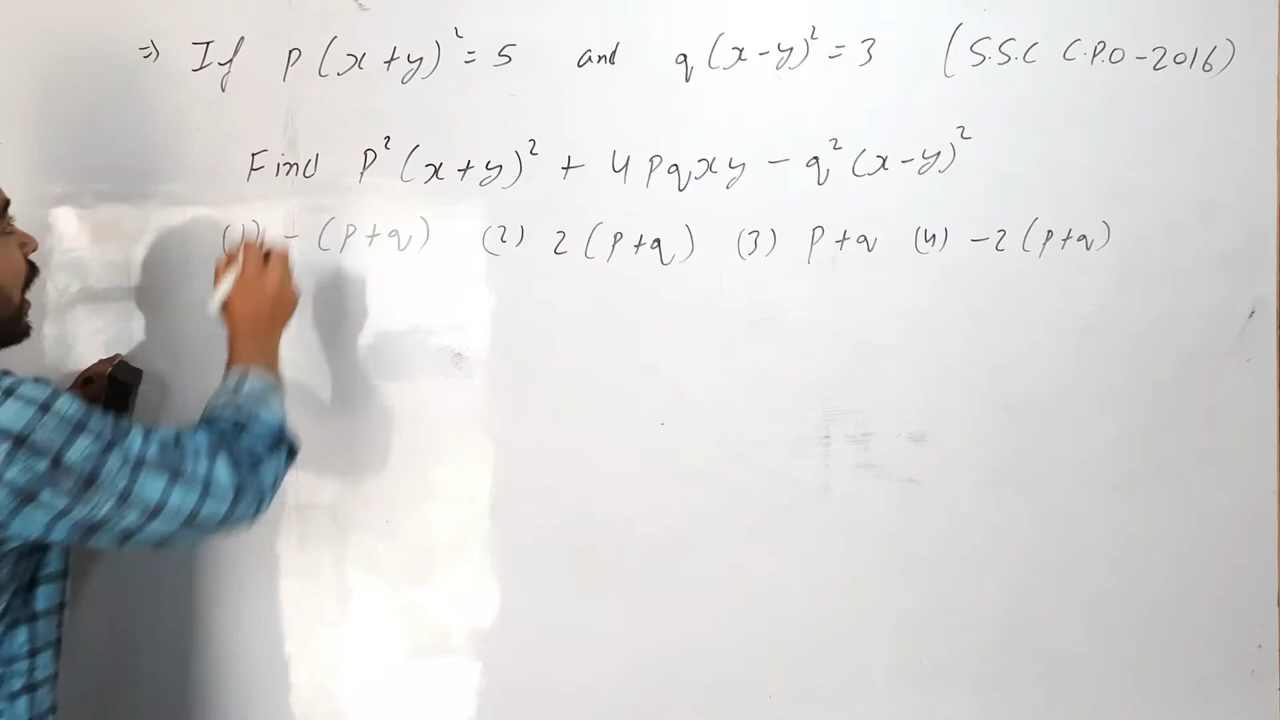 ⇒ If p(x+y)² = 5 and q(x-y)² = 3 (S.S.C C.P.O-2016)
Find p²(x+y)² + 4pqxy - q²(x-y)²
(1) - (p+q) (2) 2(p+q) (3) p+q (4) -2(p+q)